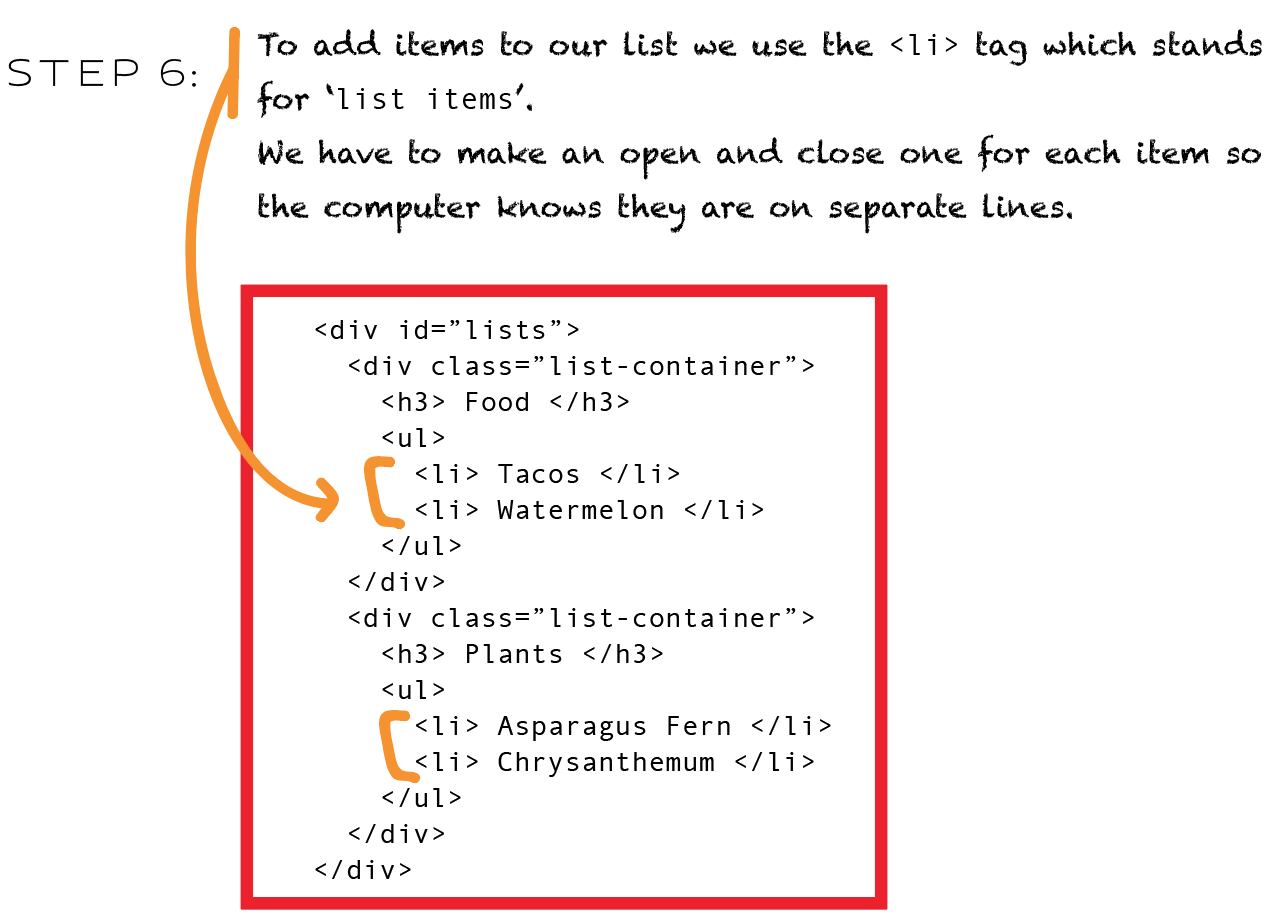 STEP 6:
To add items to our list we use the <li> tag which stands
for ‘list items’.
We have to make an open and close one for each item so
the computer knows they are on separate lines.
<div id=”lists”>
  <div class=”list-container”>
    <h3> Food </h3>
    <ul>
      <li> Tacos </li>
      <li> Watermelon </li>
    </ul>
  </div>
  <div class=”list-container”>
    <h3> Plants </h3>
    <ul>
      <li> Asparagus Fern </li>
      <li> Chrysanthemum </li>
    </ul>
  </div>
</div>